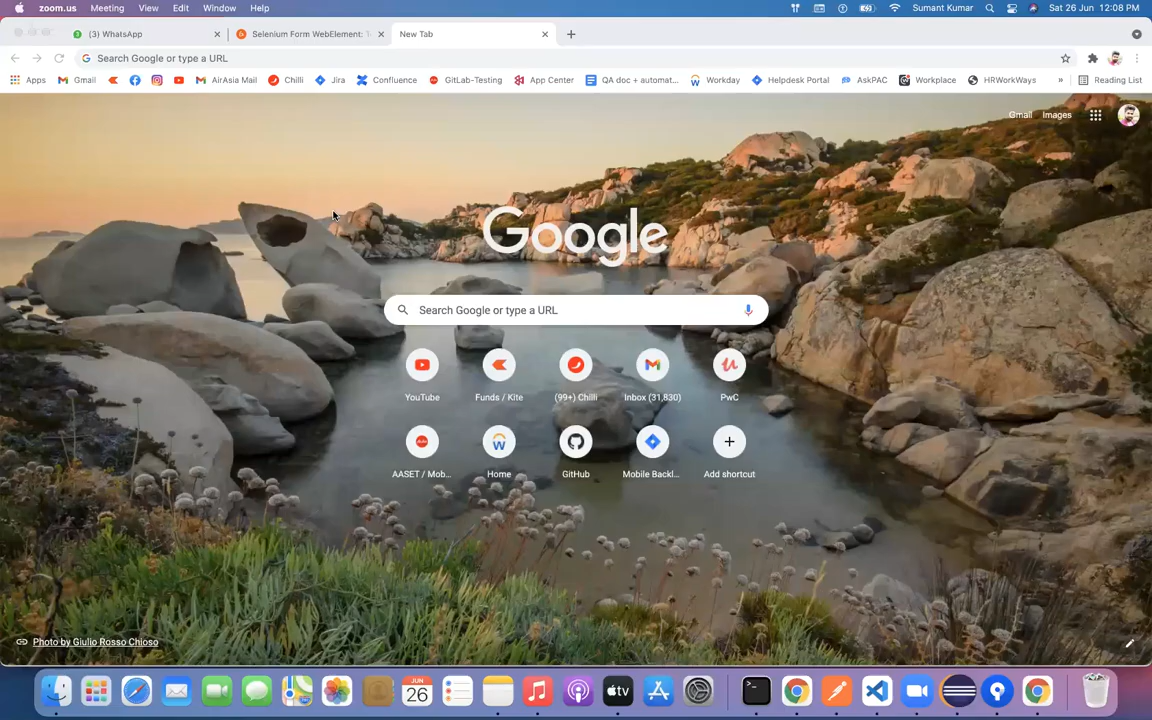 zoom.us Meeting View Edit Window Help Sumant Kumar Sat 26 Jun 12:08 PM
(3) WhatsApp Selenium Form WebElement: T New Tab
Search Google or type a URL
Apps Gmail AirAsia Mail Chilli Jira Confluence GitLab-Testing App Center QA doc + automat... Workday Helpdesk Portal AskPAC Workplace HRWorkWays » Reading List
Gmail Images
Google
Search Google or type a URL
YouTube Funds / Kite (99+) Chilli Inbox (31,830) PwC
AASET / Mob... Home GitHub Mobile Backl... Add shortcut
Photo by Giulio Rosso Chioso
JUN
26
tv